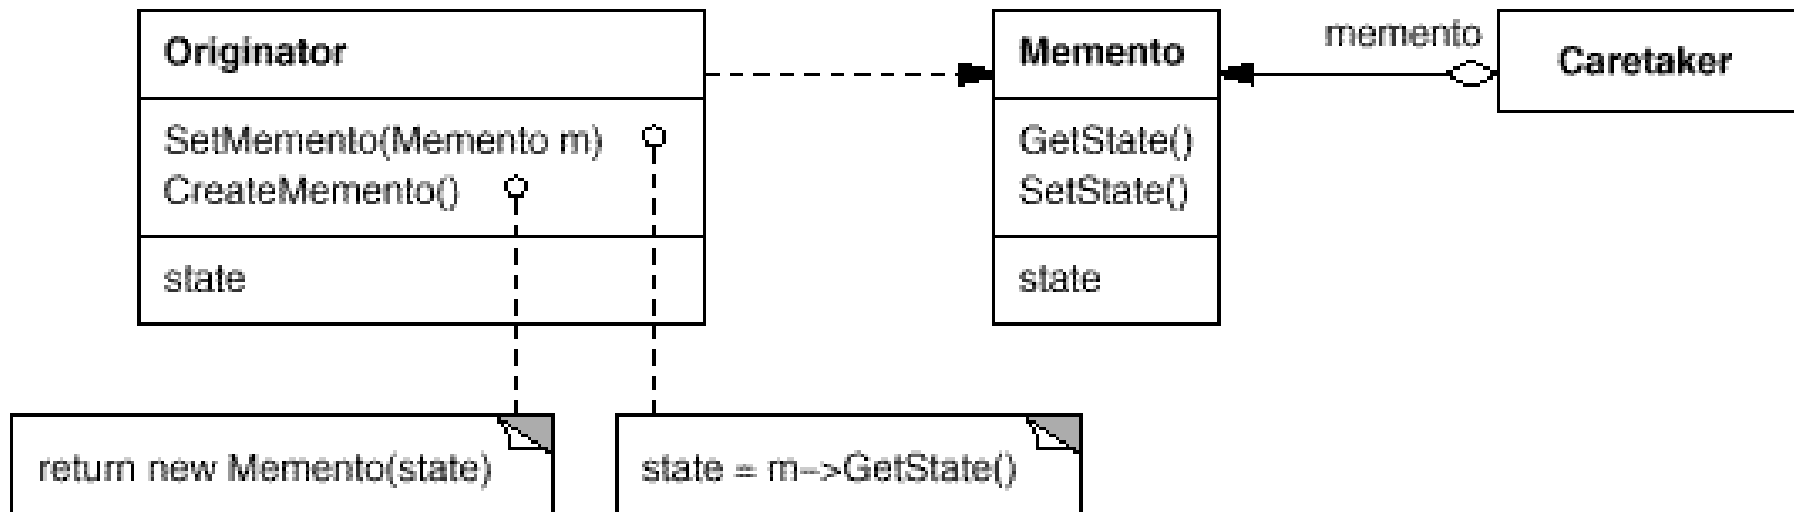 Originator
SetMemento(Memento m)
CreateMemento()
state
Memento
GetState()
SetState()
state
memento
Caretaker
return new Memento(state)
state = m->GetState()